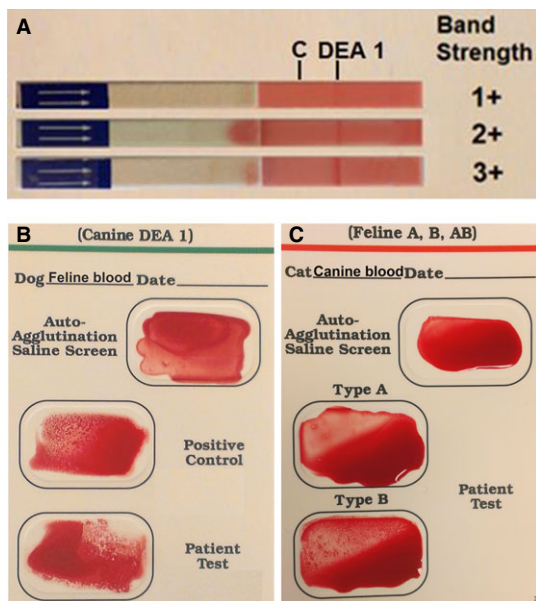 A
C DEA 1
Band
Strength
1+
2+
3+
B
(Canine DEA 1)
Dog Feline blood Date
Auto-
Agglutination
Saline Screen
Positive
Control
Patient
Test
C
(Feline A, B, AB)
Cat Canine blood Date
Auto-
Agglutination
Saline Screen
Type A
Type B
Patient
Test